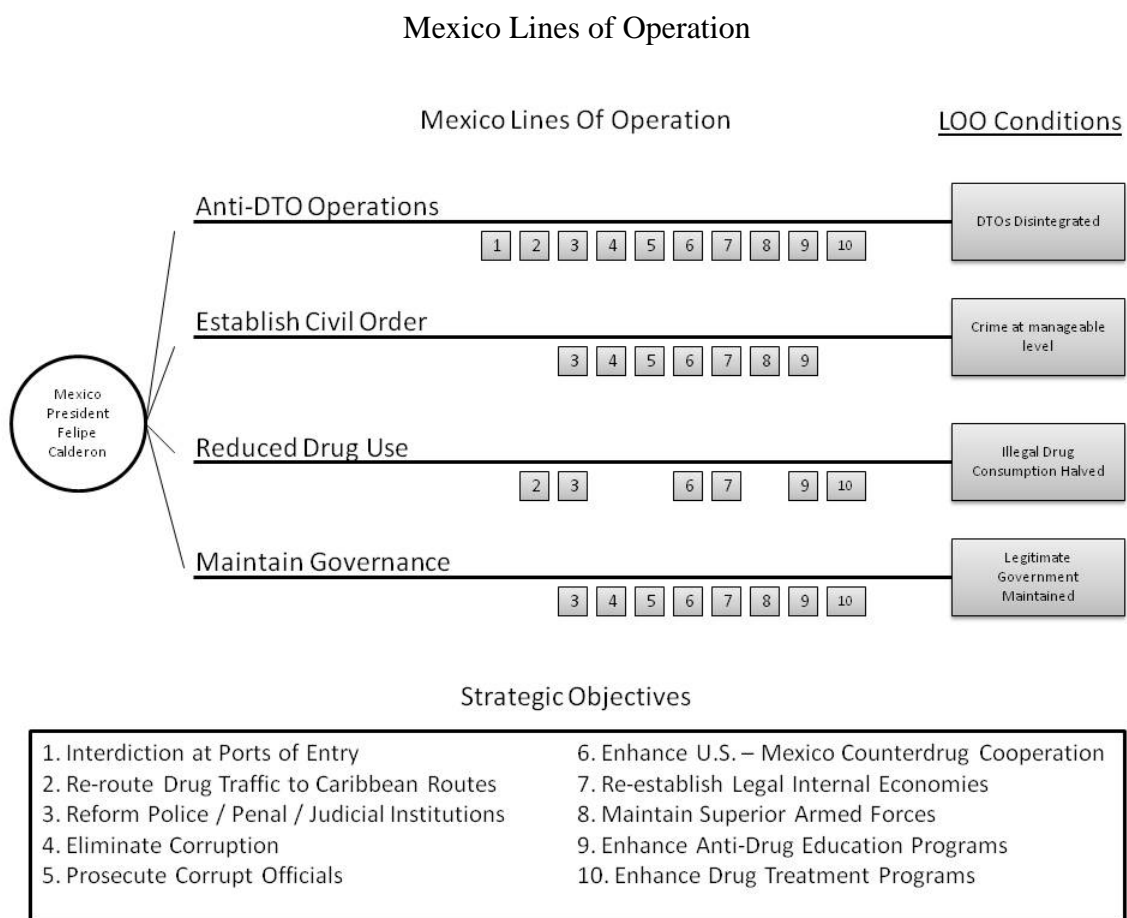 Mexico Lines of Operation
Mexico Lines Of Operation
LOO Conditions
Anti-DTO Operations
DTOs Disintegrated
1 2 3 4 5 6 7 8 9 10
Establish Civil Order
Crime at manageable
level
3 4 5 6 7 8 9
Mexico
President
Felipe
Calderon
Reduced Drug Use
Illegal Drug
Consumption Halved
2 3 6 7 9 10
Maintain Governance
Legitimate
Government
Maintained
3 4 5 6 7 8 9 10
Strategic Objectives
1. Interdiction at Ports of Entry
2. Re-route Drug Traffic to Caribbean Routes
3. Reform Police / Penal / Judicial Institutions
4. Eliminate Corruption
5. Prosecute Corrupt Officials
6. Enhance U.S. – Mexico Counterdrug Cooperation
7. Re-establish Legal Internal Economies
8. Maintain Superior Armed Forces
9. Enhance Anti-Drug Education Programs
10. Enhance Drug Treatment Programs